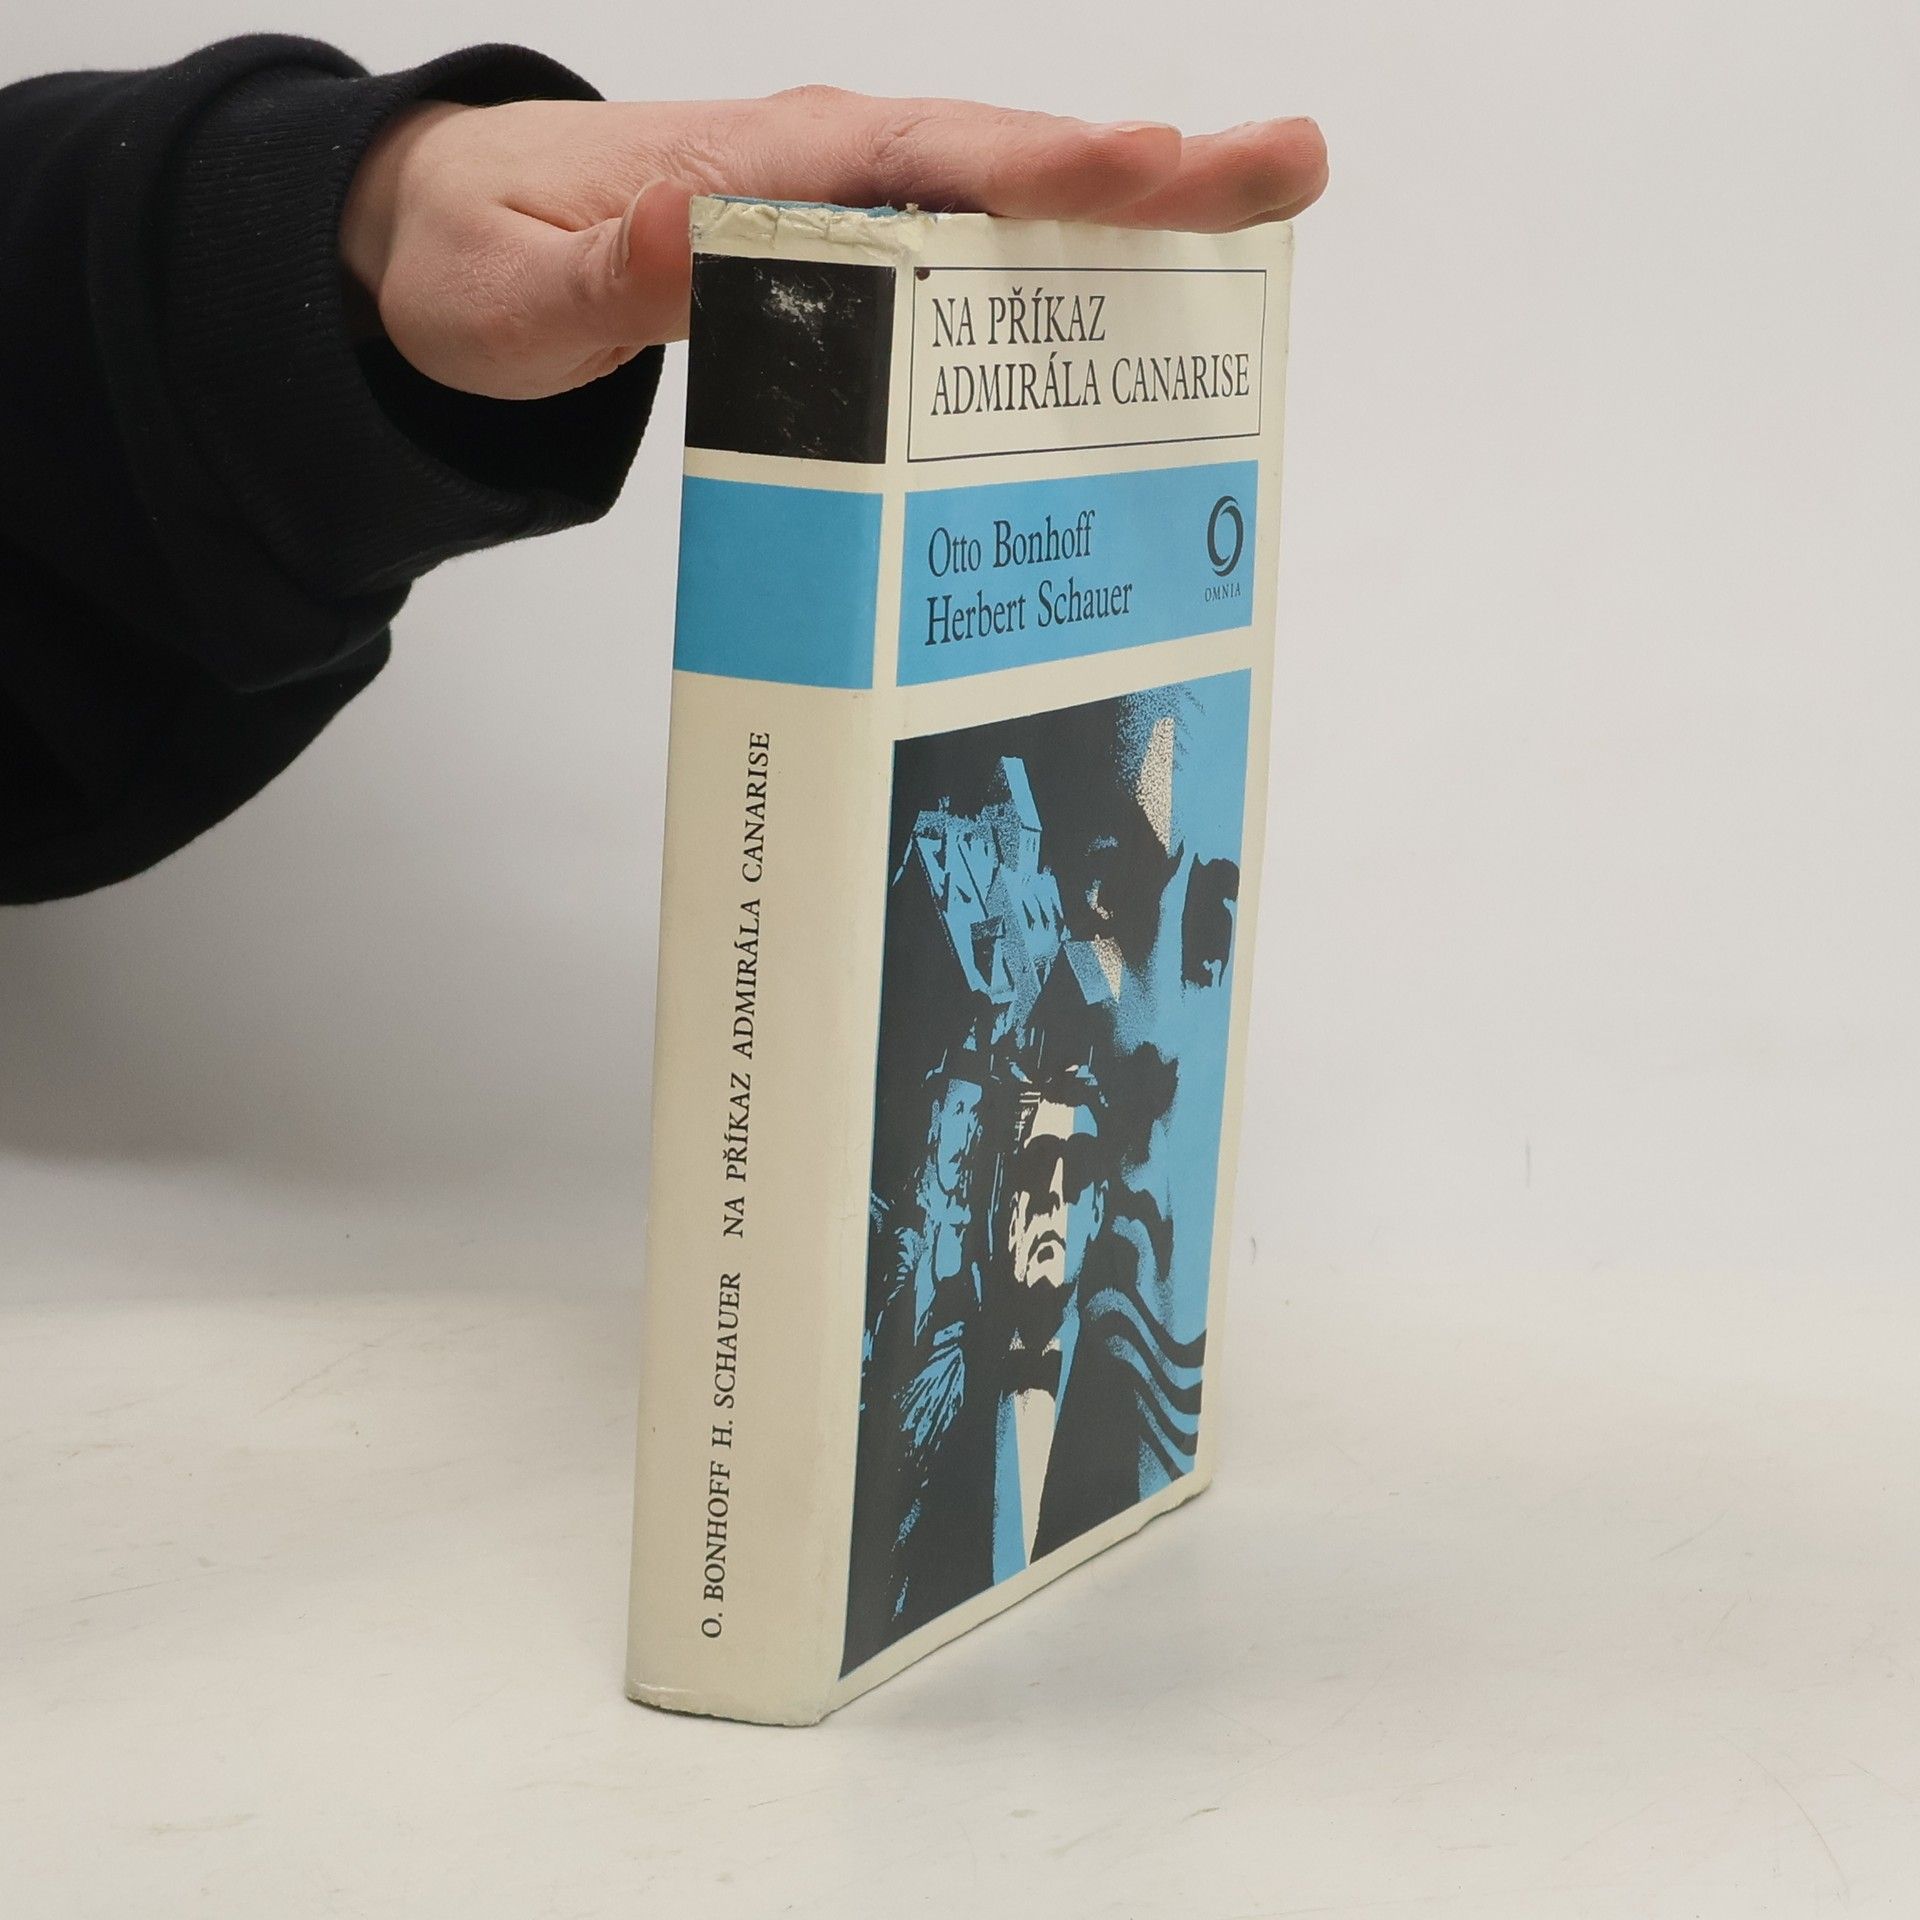 NA PŘÍKAZ
ADMIRÁLA CANARISE
Otto Bonhoff
Herbert Schauer
OMNIA
O. BONHOFF H. SCHAUER NA PŘÍKAZ ADMIRÁLA CANARISE